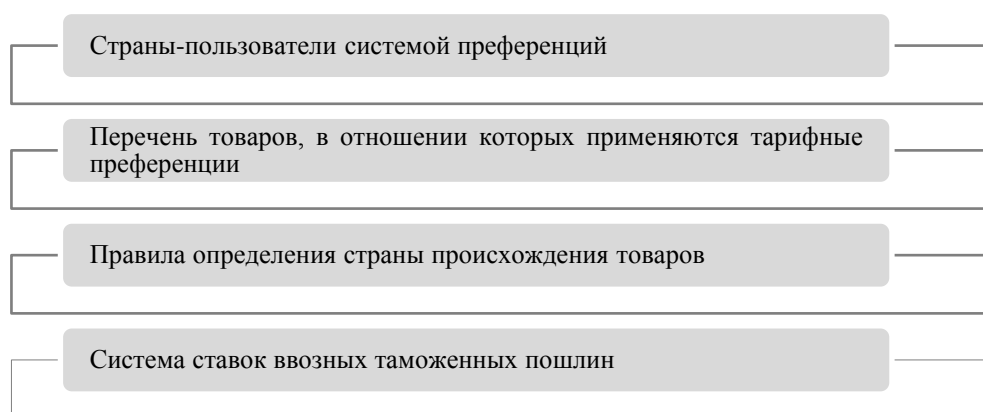 Страны-пользователи системой преференций
Перечень товаров, в отношении которых применяются тарифные
преференции
Правила определения страны происхождения товаров
Система ставок ввозных таможенных пошлин